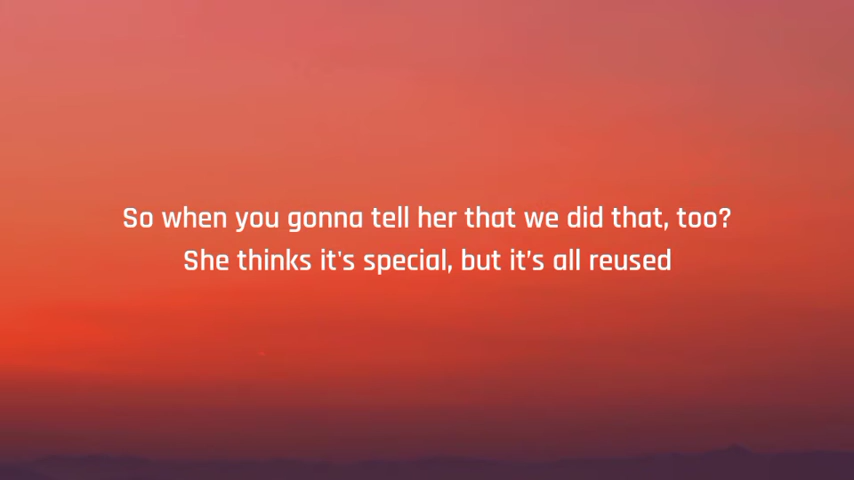 So when you gonna tell her that we did that, too?
She thinks it's special, but it’s all reused